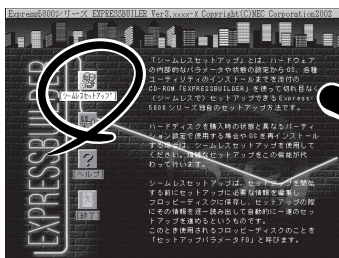 Express5800シリーズ EXPRESSBUILER Ver3.xxxx-X Copyright(C)NEC Corporation2002
EXPRESSBUILDER
シームレスセットアップ
ヘルプ
[終了]
「シームレスセットアップ」とは、ハードウェア
の内部的なパラメータや状態の設定からOS、各種
ユーティリティのインストールまでを添付の
CD-ROM「EXPRESSBUILDER」を使って切れ目なく
(シームレスで)セットアップできるExpress-
5800シリーズ独自のセットアップ方法です。
ハードディスクを購入時の状態と異なるパーティ
ション設定で使用する場合やOSを再インストール
する場合は、シームレスセットアップを使用して
ください。煩雑なセットアップをこの機能が代
わって行います。
シームレスセットアップは、セットアップを開始
する前にセットアップに必要な情報を編集し
フロッピーディスクに保存し、セットアップの際
にその情報を逐一読み出して自動的に一連のセッ
トアップを進めるというものです。
このとき使用されるフロッピーディスクのことを
「セットアップパラメータFD」と呼びます。